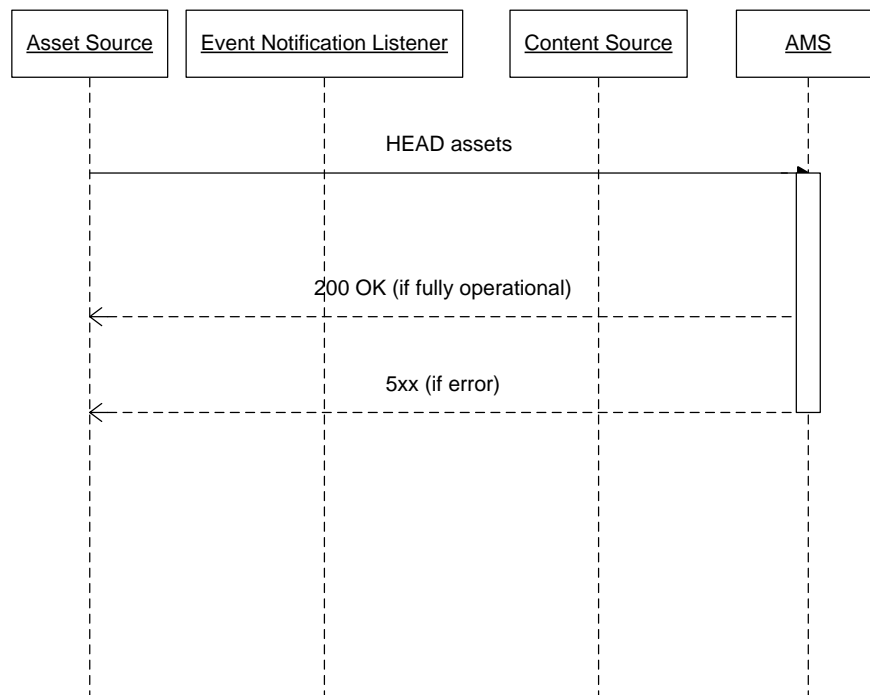 Asset Source
Event Notification Listener
Content Source
AMS
HEAD assets
200 OK (if fully operational)
5xx (if error)